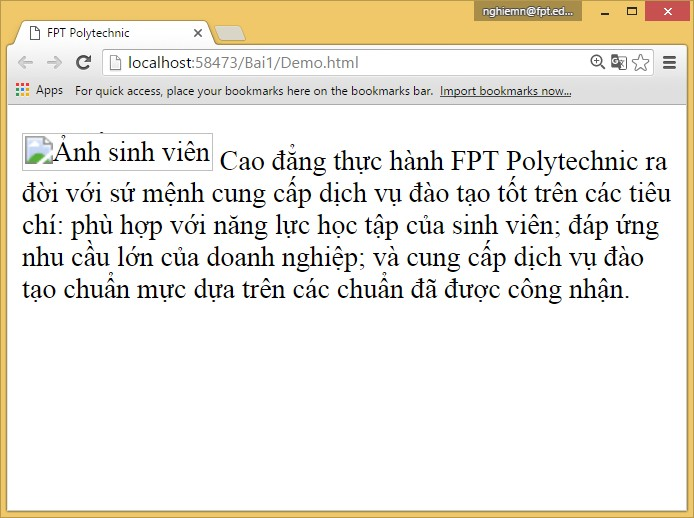 nghiemn@fpt.ed...
FPT Polytechnic
localhost:58473/Bai1/Demo.html
Apps For quick access, place your bookmarks here on the bookmarks bar. Import bookmarks now...
Ảnh sinh viên Cao đẳng thực hành FPT Polytechnic ra
đời với sứ mệnh cung cấp dịch vụ đào tạo tốt trên các tiêu
chí: phù hợp với năng lực học tập của sinh viên; đáp ứng
nhu cầu lớn của doanh nghiệp; và cung cấp dịch vụ đào
tạo chuẩn mực dựa trên các chuẩn đã được công nhận.